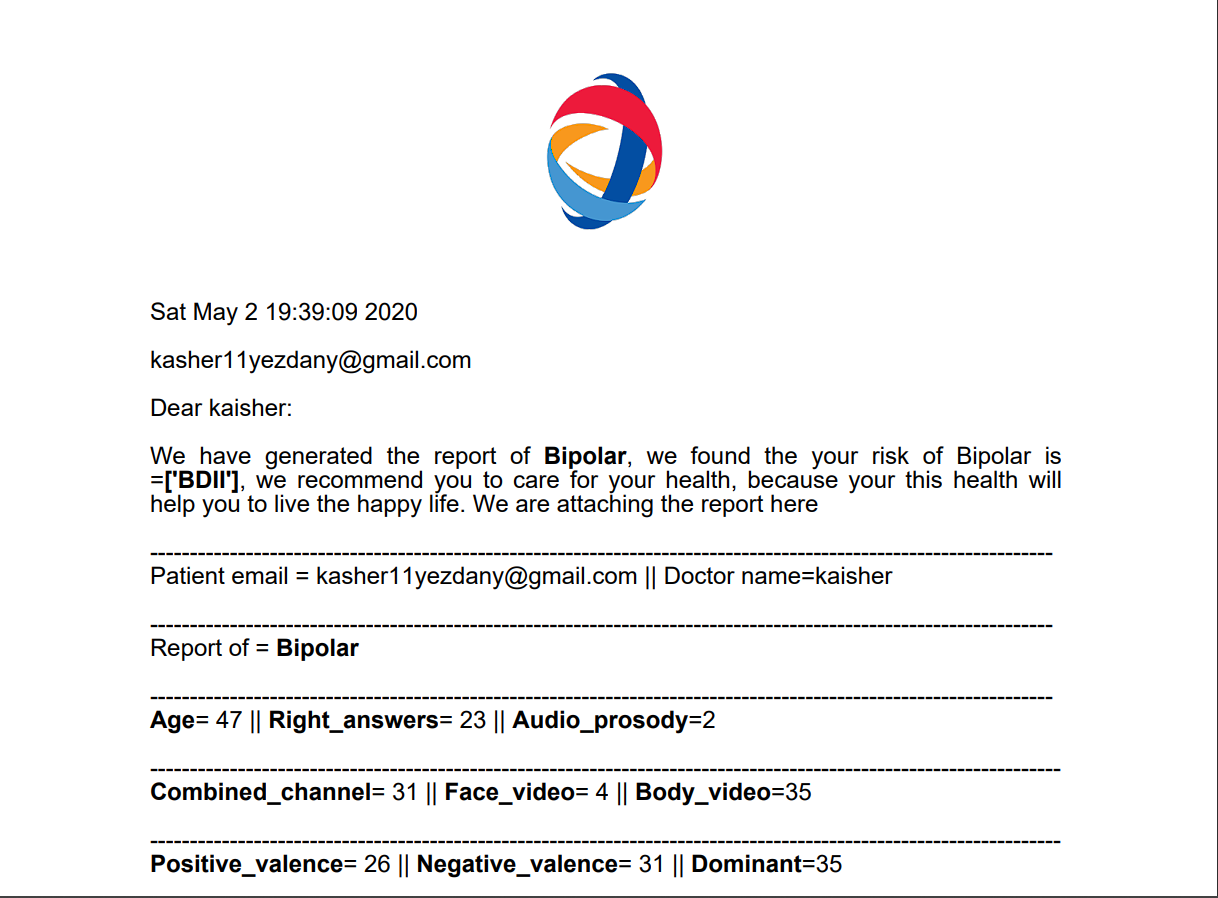 Sat May 2 19:39:09 2020
kasher11yezdany@gmail.com
Dear kaisher:
We have generated the report of Bipolar, we found the your risk of Bipolar is
=['BDII'], we recommend you to care for your health, because your this health will
help you to live the happy life. We are attaching the report here
Patient email = kasher11yezdany@gmail.com || Doctor name=kaisher
Report of = Bipolar
Age= 47 || Right_answers= 23 || Audio_prosody=2
Combined_channel= 31 || Face_video= 4 || Body_video=35
Positive_valence= 26 || Negative_valence= 31 || Dominant=35